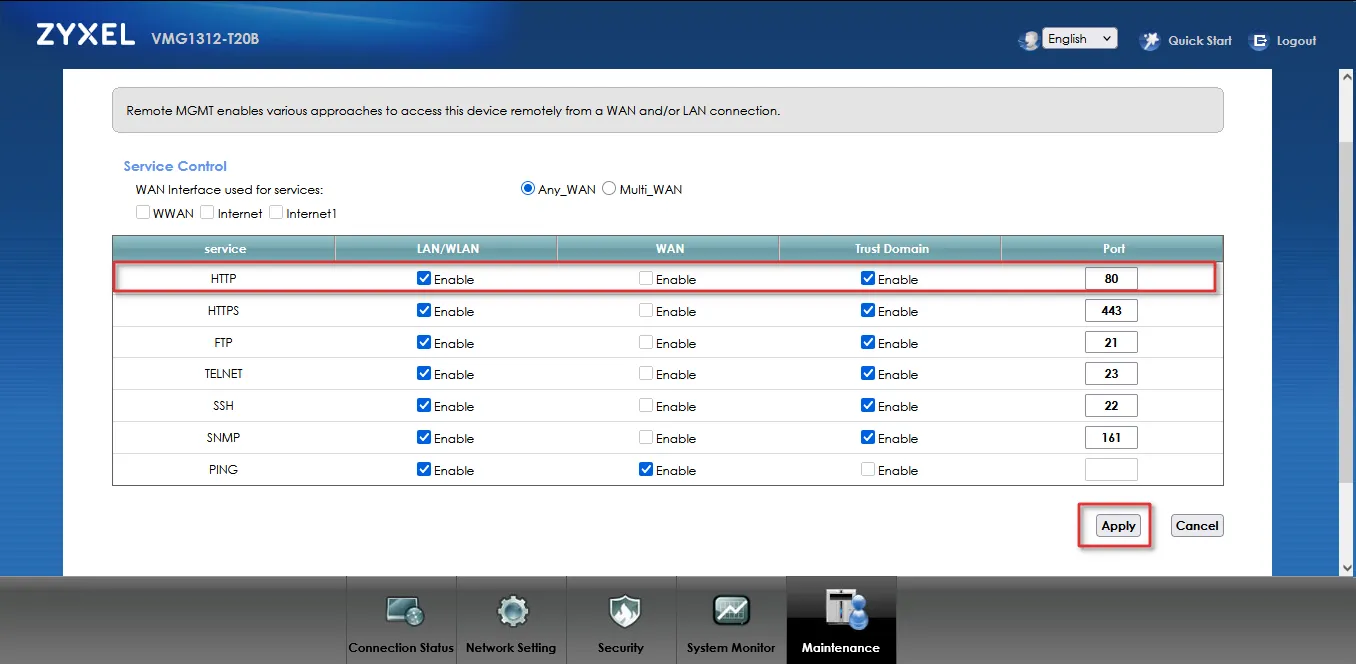 ZYXEL VMG1312-T20B English Quick Start Logout
Remote MGMT enables various approaches to access this device remotely from a WAN and/or LAN connection.
Service Control
WAN Interface used for services: Any_WAN Multi_WAN
WWAN Internet Internet1
service LAN/WLAN WAN Trust Domain Port
HTTP Enable Enable Enable 80
HTTPS Enable Enable Enable 443
FTP Enable Enable Enable 21
TELNET Enable Enable Enable 23
SSH Enable Enable Enable 22
SNMP Enable Enable Enable 161
PING Enable Enable Enable
Apply Cancel
Connection Status Network Setting Security System Monitor Maintenance